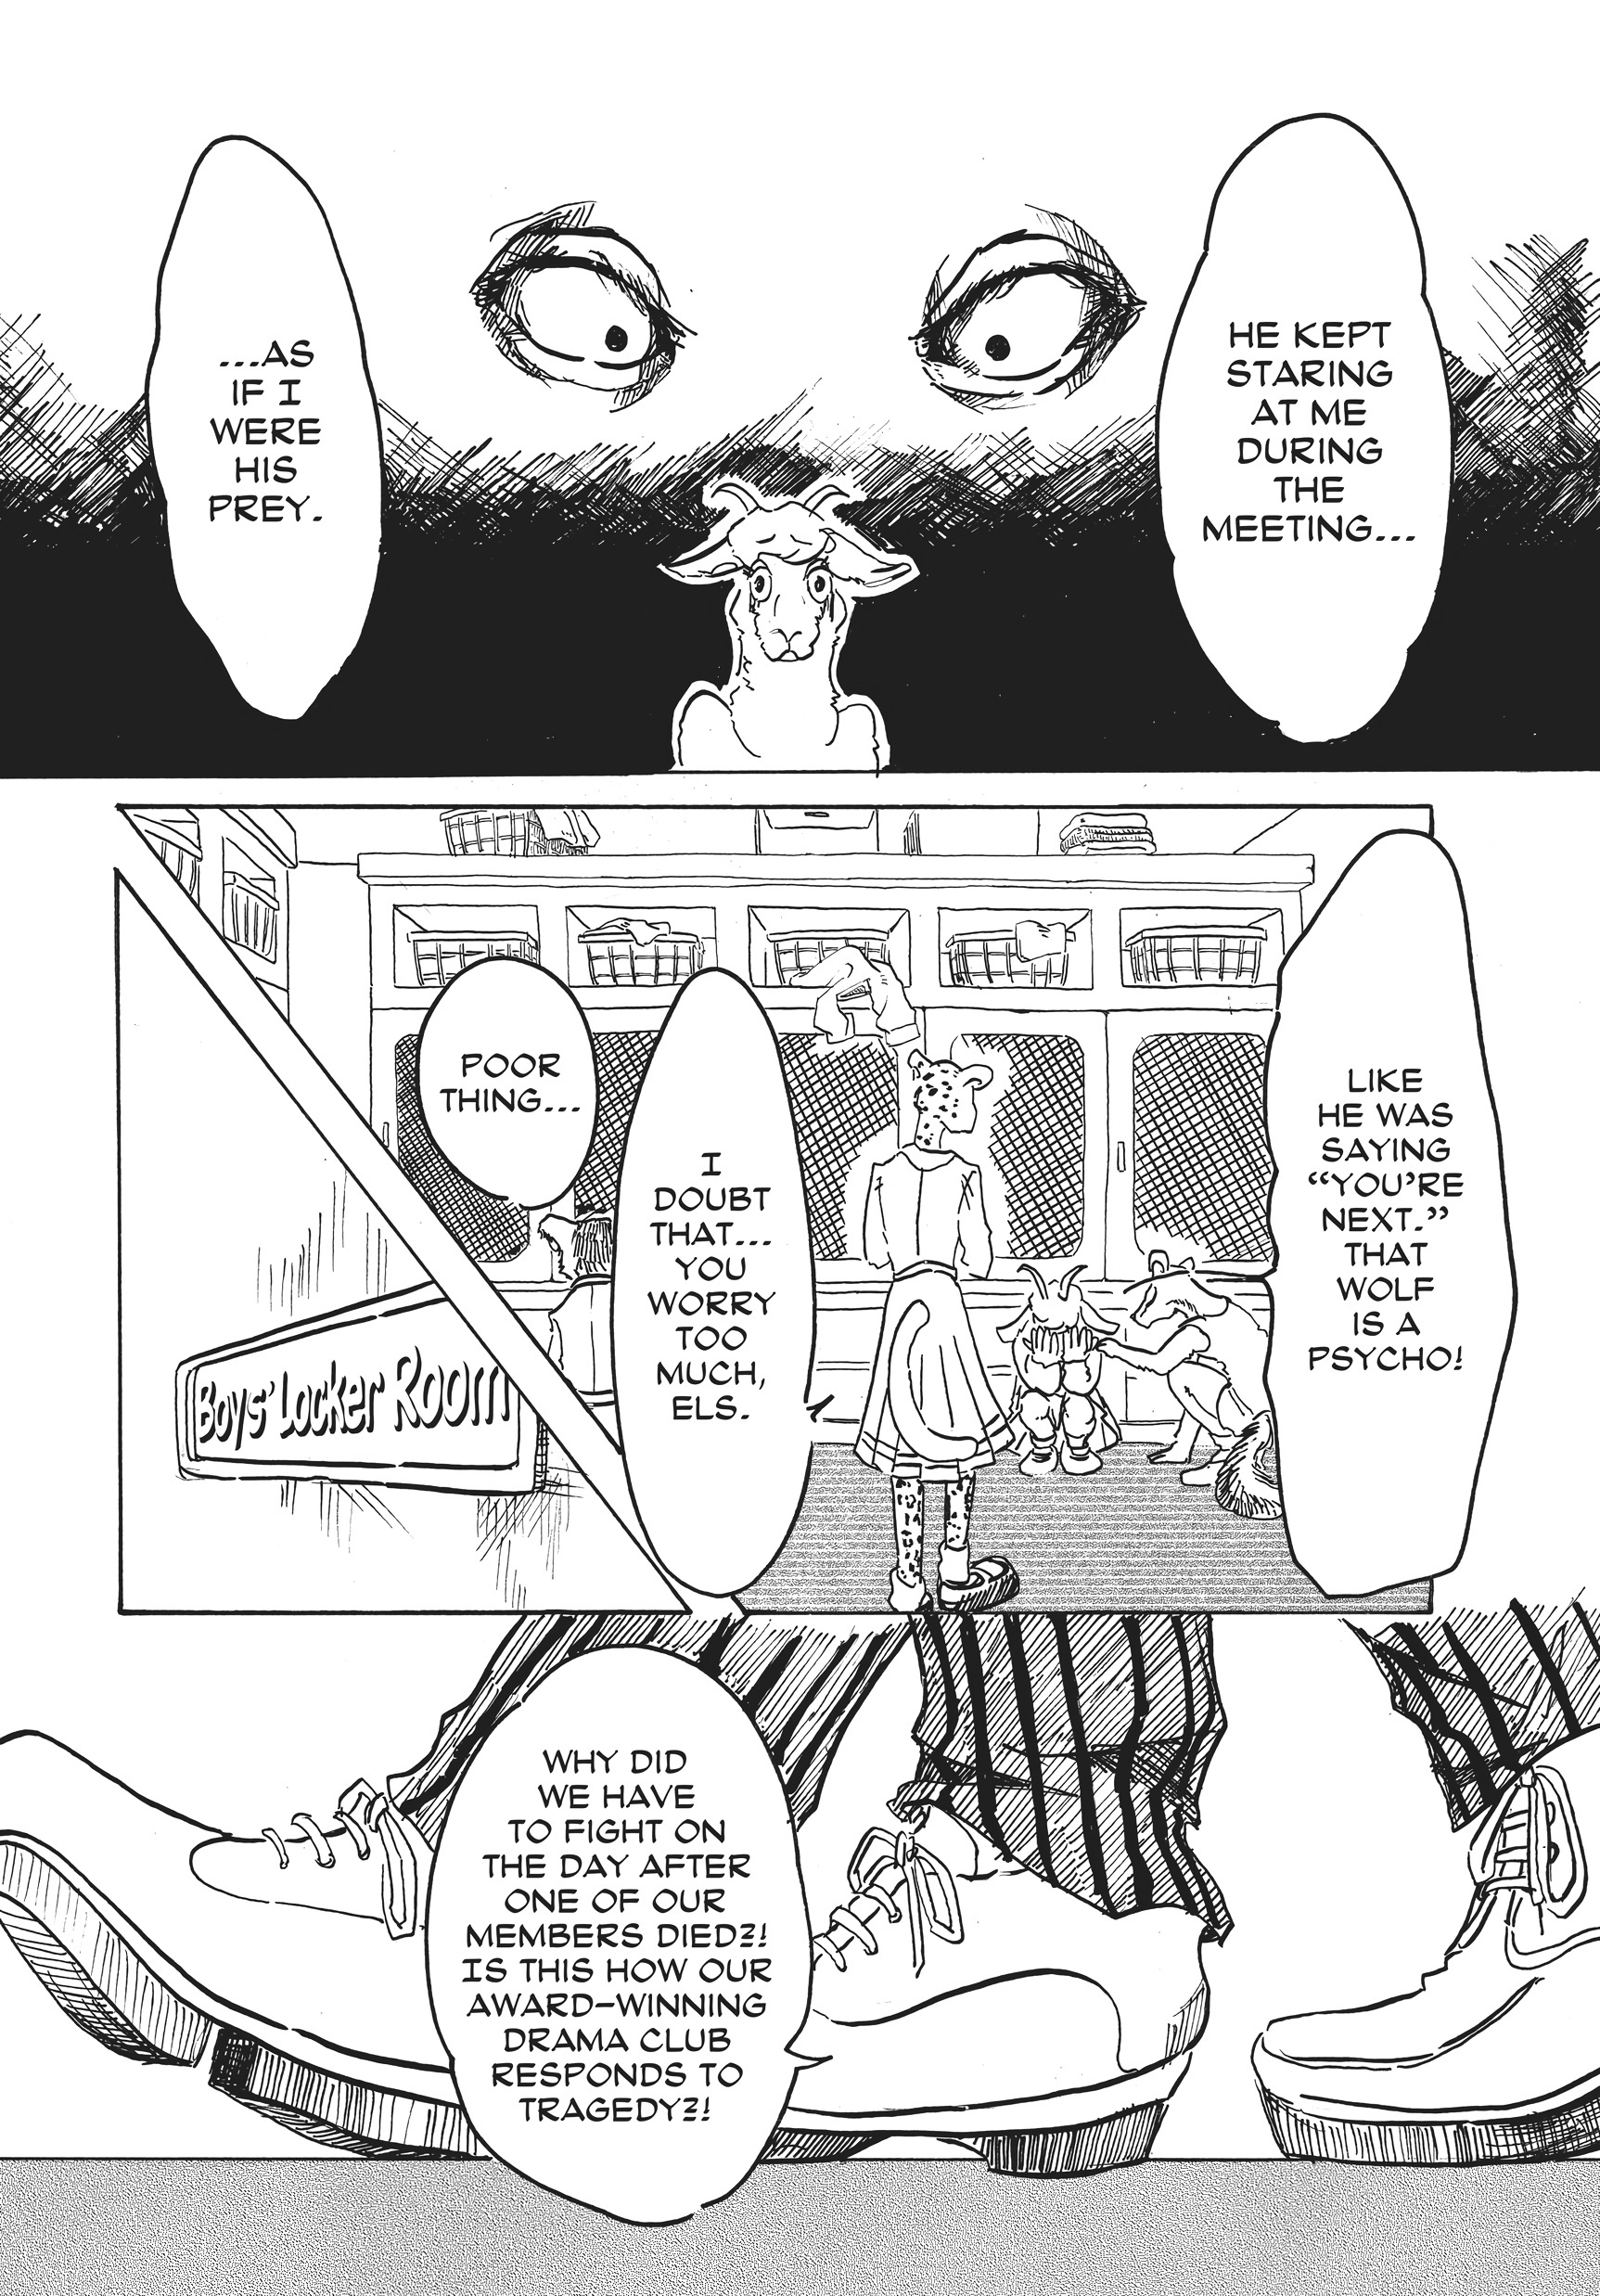 HE KEPT
STARING
AT ME
DURING
THE
MEETING...
...AS
IF I
WERE
HIS
PREY.
LIKE
HE WAS
SAYING
"YOU'RE
NEXT."
THAT
WOLF
IS A
PSYCHO!
I
DOUBT
THAT...
YOU
WORRY
TOO
MUCH,
ELS.
POOR
THING...
Boys' Locker Room
WHY DID
WE HAVE
TO FIGHT ON
THE DAY AFTER
ONE OF OUR
MEMBERS DIED?!
IS THIS HOW OUR
AWARD-WINNING
DRAMA CLUB
RESPONDS TO
TRAGEDY?!